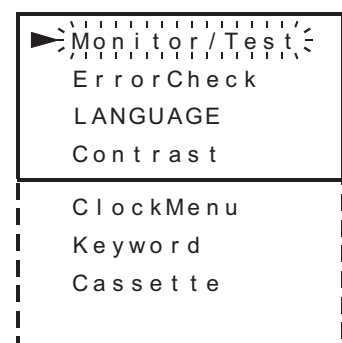 Monitor/Test
ErrorCheck
LANGUAGE
Contrast
ClockMenu
Keyword
Cassette